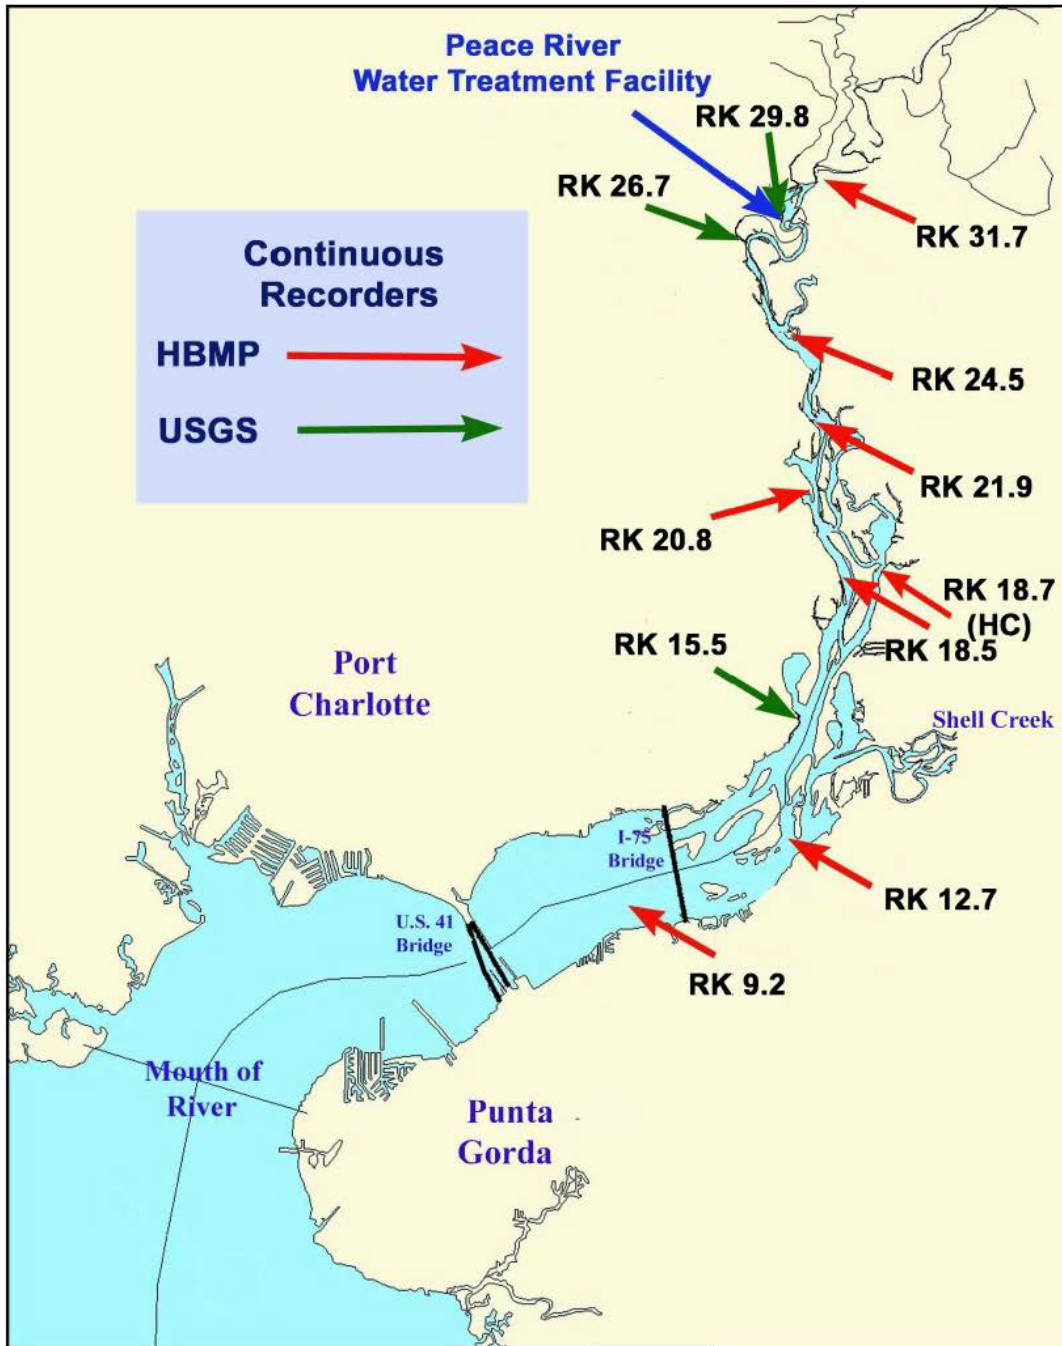 Peace River
Water Treatment Facility
RK 29.8
RK 26.7
RK 31.7
Continuous
Recorders
HBMP
USGS
RK 24.5
RK 21.9
RK 20.8
RK 18.7
(HC)
RK 18.5
RK 15.5
Port
Charlotte
Shell Creek
I-75
Bridge
RK 12.7
U.S. 41
Bridge
RK 9.2
Mouth of
River
Punta
Gorda